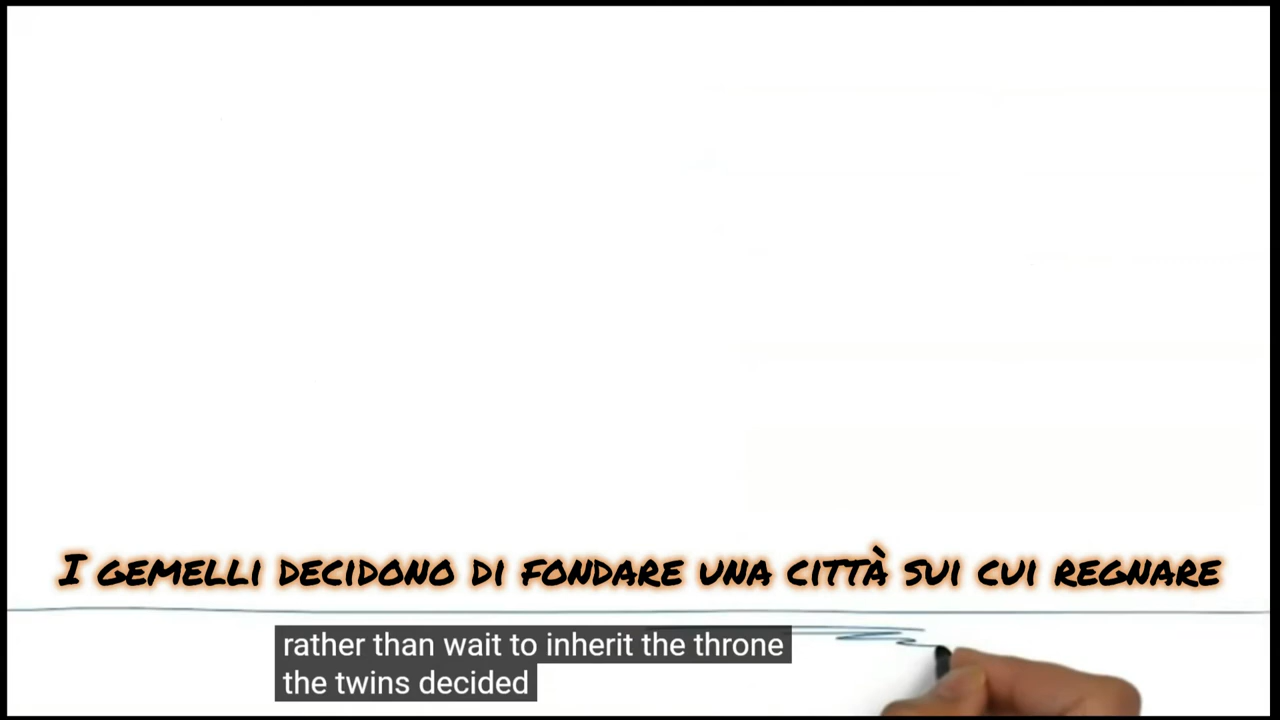 I GEMELLI DECIDONO DI FONDARE UNA CITTÀ SUI CUI REGNARE
rather than wait to inherit the throne
the twins decided